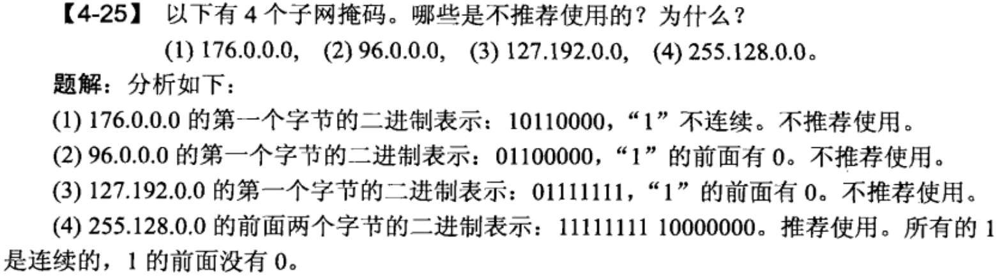 【4-25】 以下有 4 个子网掩码。哪些是不推荐使用的？为什么？
(1) 176.0.0.0, (2) 96.0.0.0, (3) 127.192.0.0, (4) 255.128.0.0。
题解：分析如下：
(1) 176.0.0.0 的第一个字节的二进制表示：10110000，“1”不连续。不推荐使用。
(2) 96.0.0.0 的第一个字节的二进制表示：01100000，“1”的前面有 0。不推荐使用。
(3) 127.192.0.0 的第一个字节的二进制表示：01111111，“1”的前面有 0。不推荐使用。
(4) 255.128.0.0 的前面两个字节的二进制表示：11111111 10000000。推荐使用。所有的 1
是连续的，1 的前面没有 0。